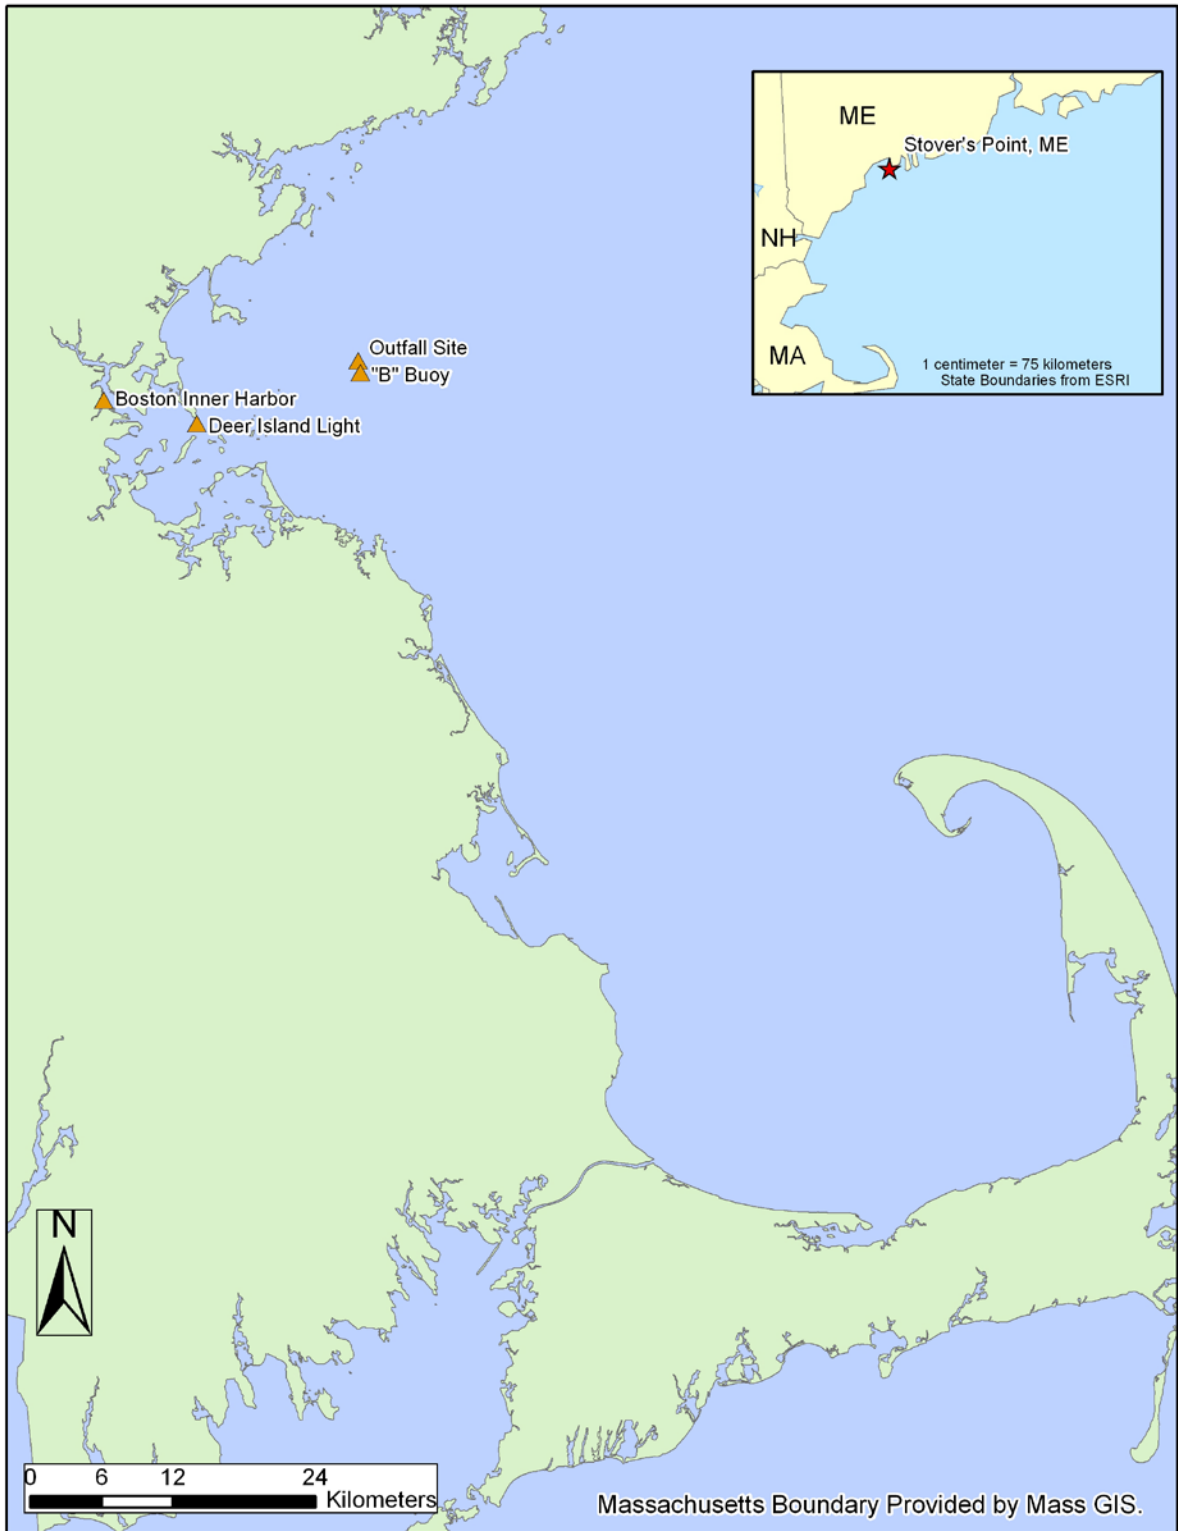 ME
Stover's Point, ME
NH
MA
1 centimeter = 75 kilometers
State Boundaries from ESRI
Outfall Site
"B" Buoy
Boston Inner Harbor
Deer Island Light
N
0 6 12 24
Kilometers
Massachusetts Boundary Provided by Mass GIS.